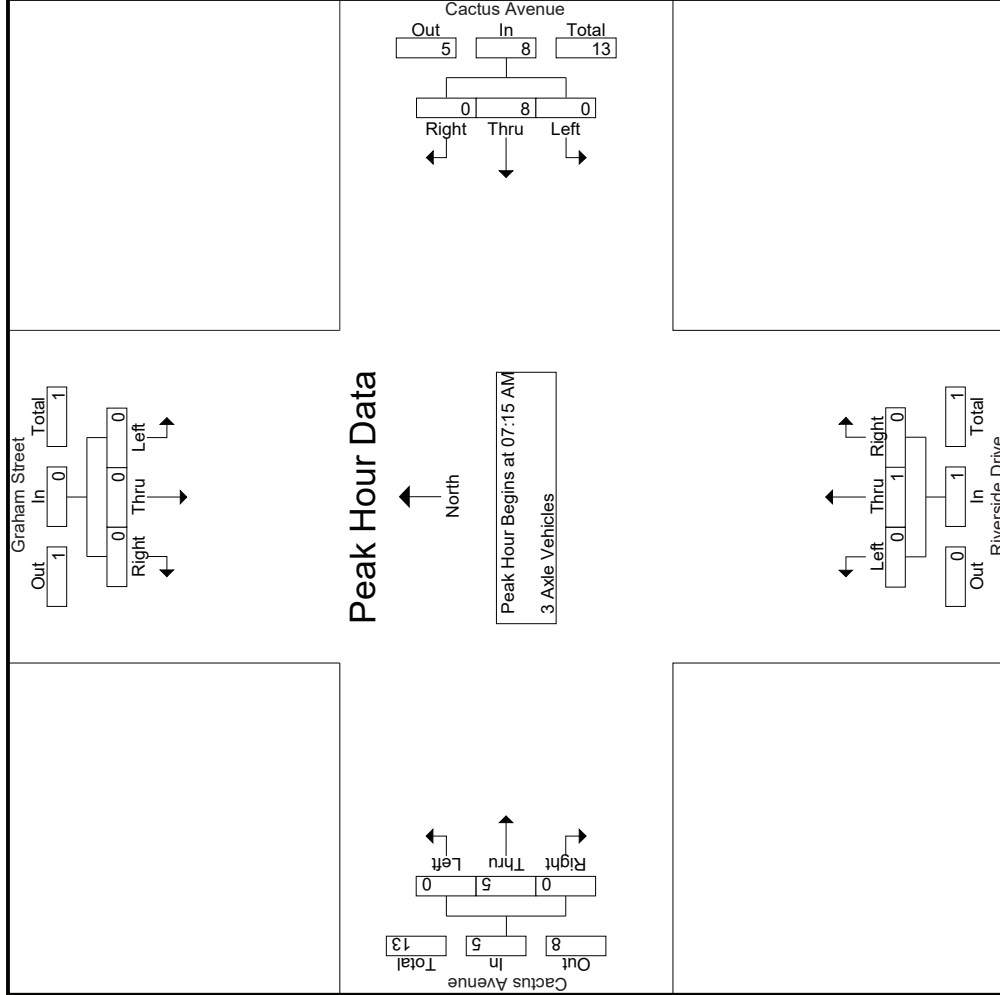 Cactus Avenue
Out In Total
5 8 13
0 8 0
Right Thru Left
Graham Street
Out In Total
1 0 1
0 0 0
Right Thru Left
Peak Hour Data
North
Peak Hour Begins at 07:15 AM
3 Axle Vehicles
Left Thru Right
0 1 0
0 1 1
Out In Total
Riverside Drive
Left Thru Right
0 5 0
13 5 8
Total In Out
Cactus Avenue